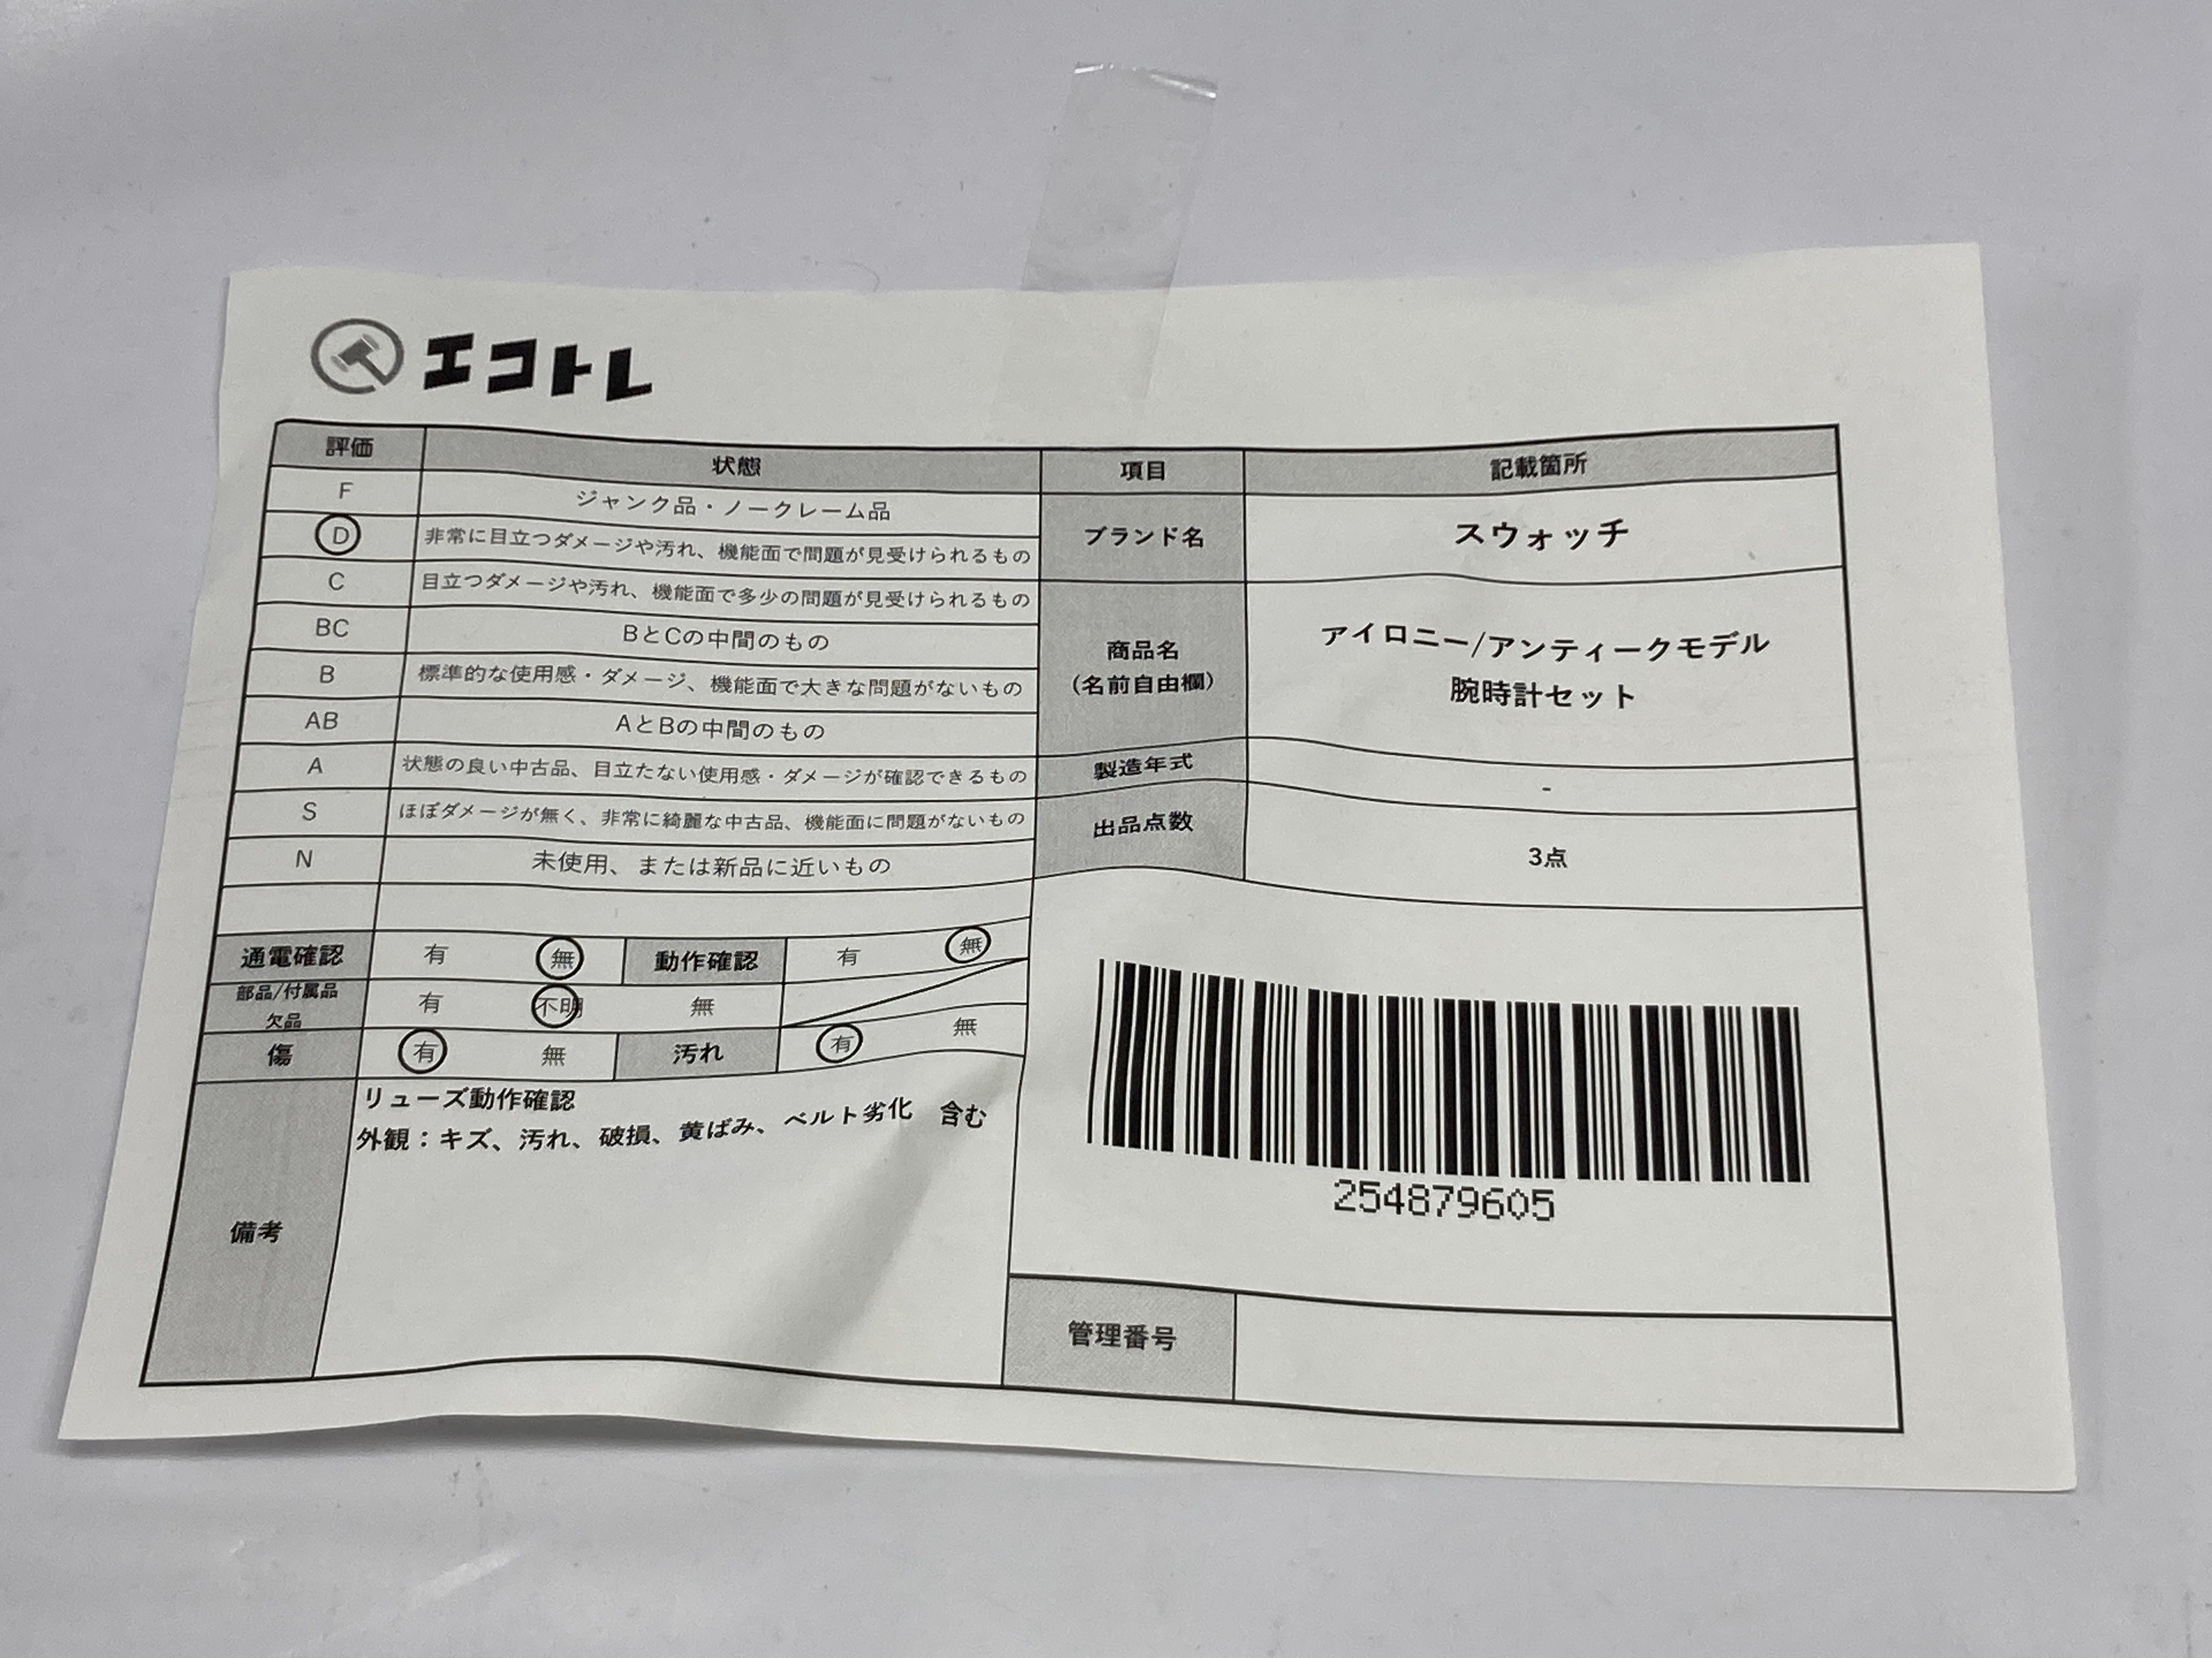 エコトレ
評価 状態 項目 記載箇所
F ジャンク品・ノークレーム品
D 非常に目立つダメージや汚れ、機能面で問題が見受けられるもの
C 目立つダメージや汚れ、機能面で多少の問題が見受けられるもの
BC BとCの中間のもの
B 標準的な使用感・ダメージ、機能面で大きな問題がないもの
AB AとBの中間のもの
A 状態の良い中古品、目立たない使用感・ダメージが確認できるもの
S ほぼダメージが無く、非常に綺麗な中古品、機能面に問題がないもの
N 未使用、または新品に近いもの
ブランド名 スウォッチ
商品名
(名前自由欄)
アイロニー/アンティークモデル
腕時計セット
製造年式 -
出品点数 3点
通電確認 有 無 動作確認 有 無
部品/付属品
欠品
有 不明 無
傷 有 無 汚れ 有 無
備考
リューズ動作確認
外観：キズ、汚れ、破損、黄ばみ、ベルト劣化 含む
254879605
管理番号